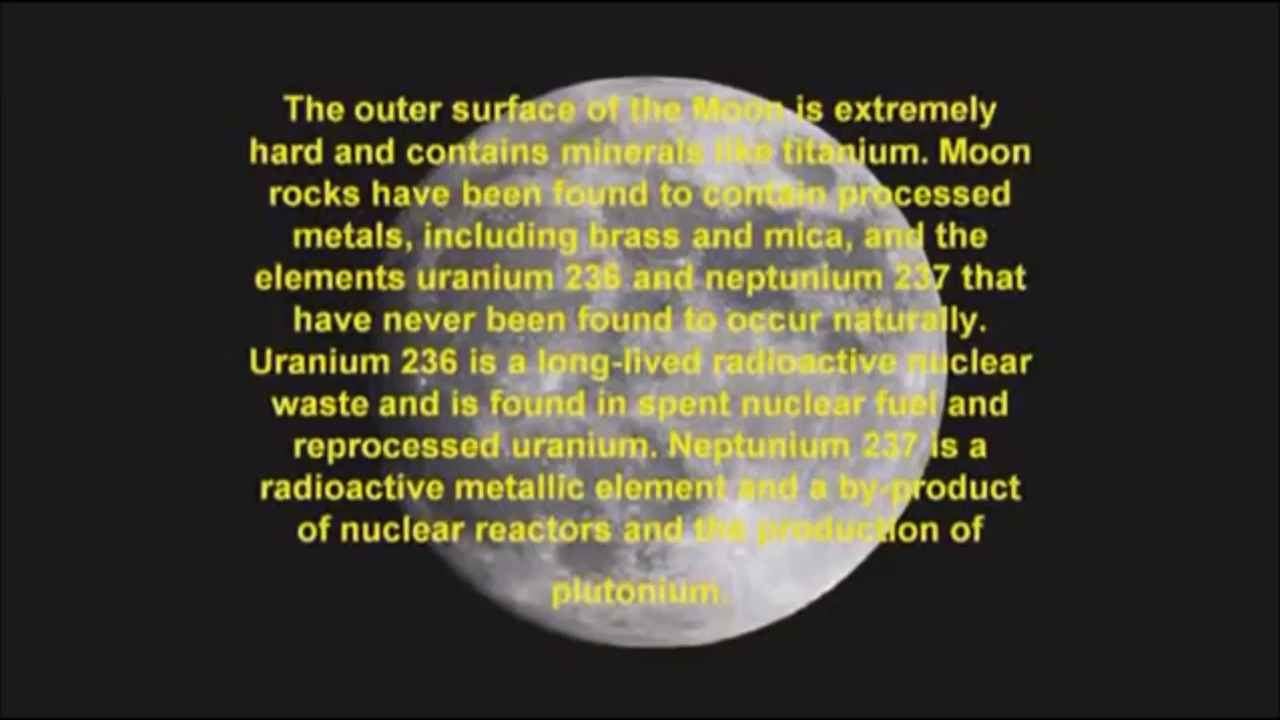 The outer surface of the Moon is extremely
hard and contains minerals like titanium. Moon
rocks have been found to contain processed
metals, including brass and mica, and the
elements uranium 236 and neptunium 237 that
have never been found to occur naturally.
Uranium 236 is a long-lived radioactive nuclear
waste and is found in spent nuclear fuel and
reprocessed uranium. Neptunium 237 is a
radioactive metallic element and a by-product
of nuclear reactors and the production of
plutonium.